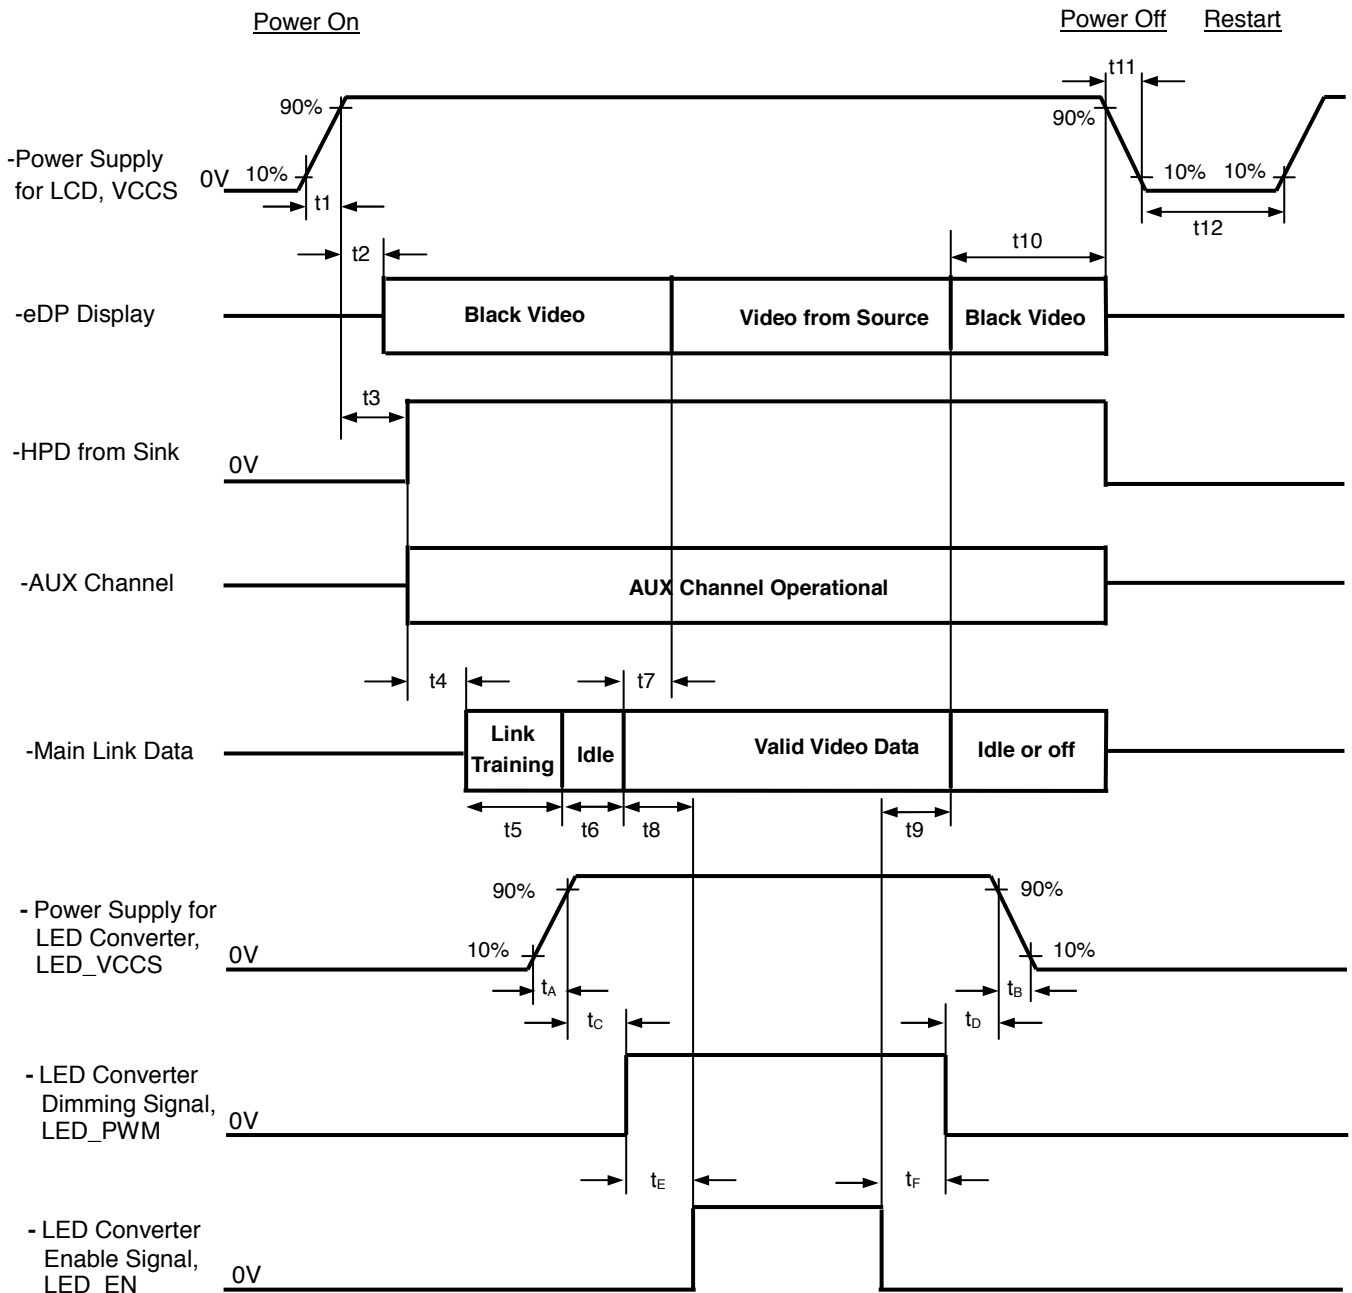 Power On
Power Off
Restart
t11
90%
90%
-Power Supply
for LCD, VCCS
0V
10%
10%
10%
t1
t12
t2
t10
-eDP Display
Black Video
Video from Source
Black Video
t3
-HPD from Sink
0V
-AUX Channel
AUX Channel Operational
t4
t7
-Main Link Data
Link
Training
Idle
Valid Video Data
Idle or off
t5
t6
t8
t9
90%
90%
- Power Supply for
LED Converter,
LED_VCCS
0V
10%
10%
tA
tB
tC
tD
- LED Converter
Dimming Signal,
LED_PWM
0V
tE
tF
- LED Converter
Enable Signal,
LED_EN
0V